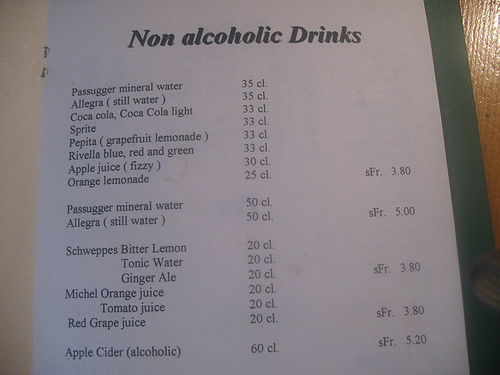 Non alcoholic Drinks
Passugger mineral water 35 cl.
Allegra ( still water ) 35 cl.
Coca cola, Coca Cola light 33 cl.
Sprite 33 cl.
Pepita ( grapefruit lemonade ) 33 cl.
Rivella blue, red and green 33 cl.
Apple juice ( fizzy ) 30 cl.
Orange lemonade 25 cl. sFr. 3.80
Passugger mineral water 50 cl.
Allegra ( still water ) 50 cl. sFr. 5.00
Schweppes Bitter Lemon 20 cl.
Tonic Water 20 cl.
Ginger Ale 20 cl. sFr. 3.80
Michel Orange juice 20 cl.
Tomato juice 20 cl.
Red Grape juice 20 cl. sFr. 3.80
Apple Cider (alcoholic) 60 cl. sFr. 5.20